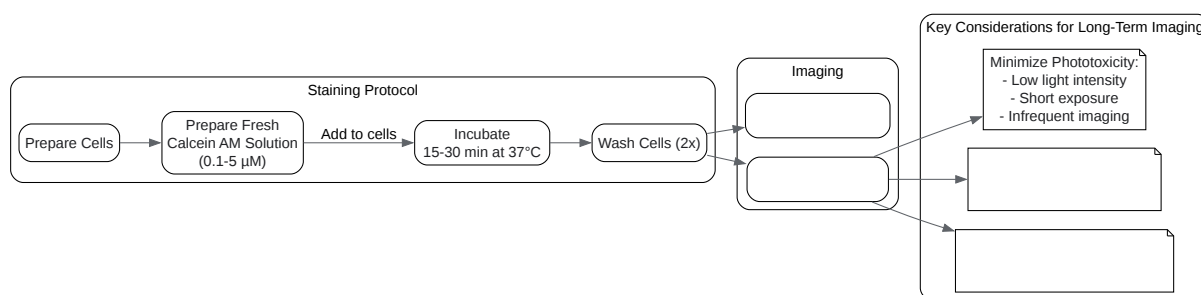 Key Considerations for Long-Term Imaging
Minimize Phototoxicity:
- Low light intensity
- Short exposure
- Infrequent imaging
Imaging
Staining Protocol
Prepare Cells
Prepare Fresh
Calcein AM Solution
(0.1-5 µM)
Add to cells
Incubate
15-30 min at 37°C
Wash Cells (2x)